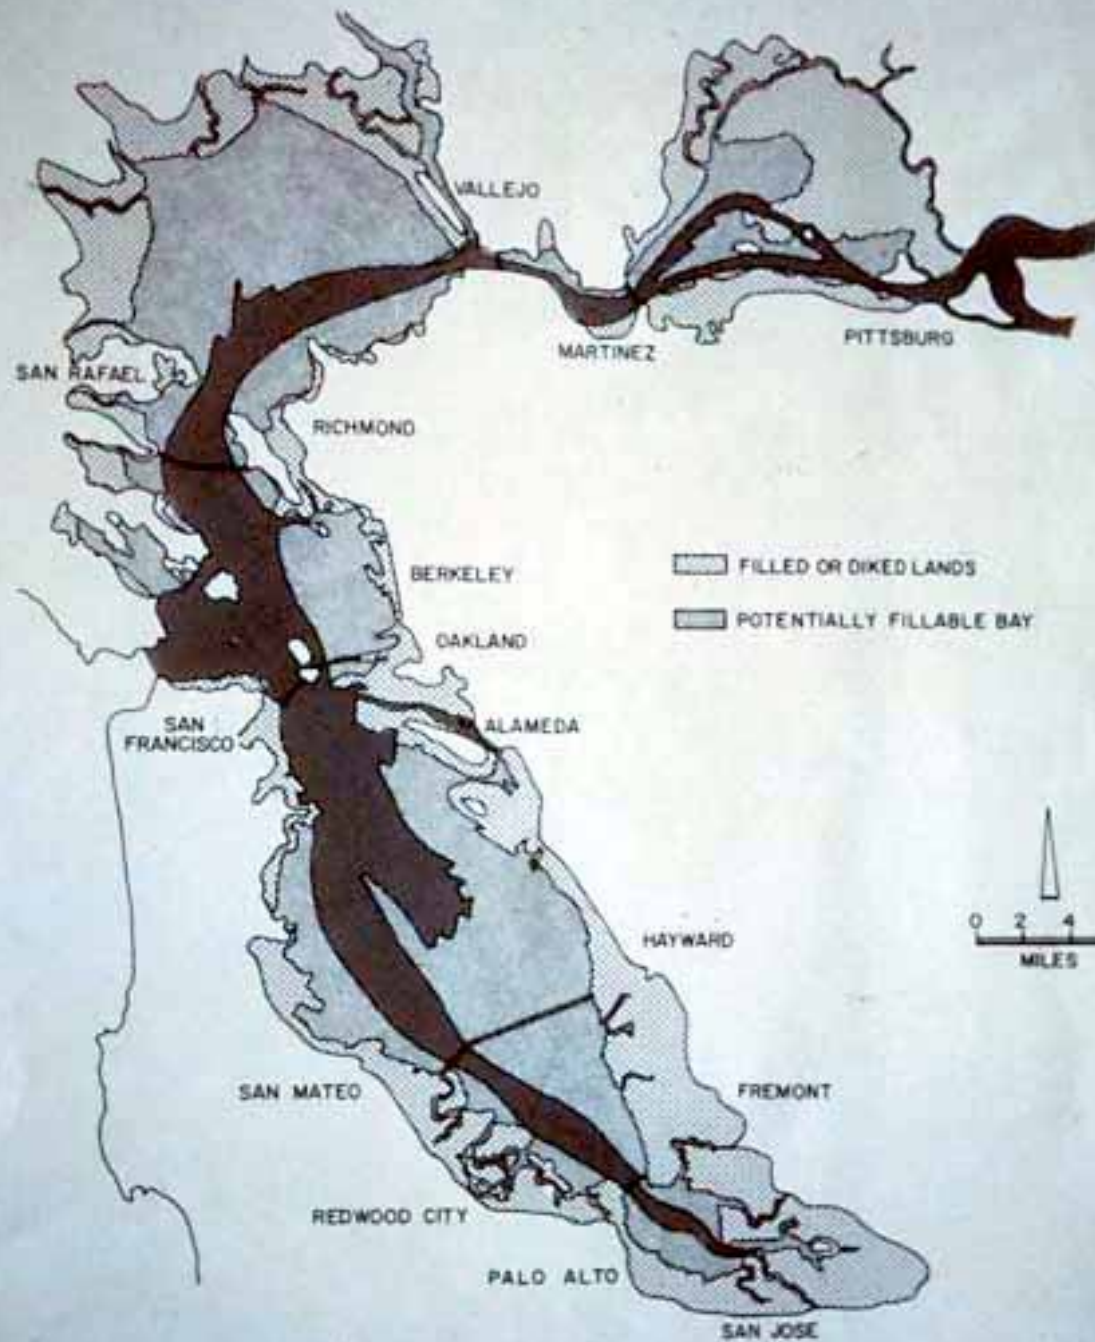 VALLEJO
MARTINEZ
PITTSBURG
SAN RAFAEL
RICHMOND
BERKELEY
FILLED OR DIKED LANDS
POTENTIALLY FILLABLE BAY
OAKLAND
SAN
FRANCISCO
ALAMEDA
HAYWARD
0 2 4
MILES
SAN MATEO
FREMONT
REDWOOD CITY
PALO ALTO
SAN JOSE